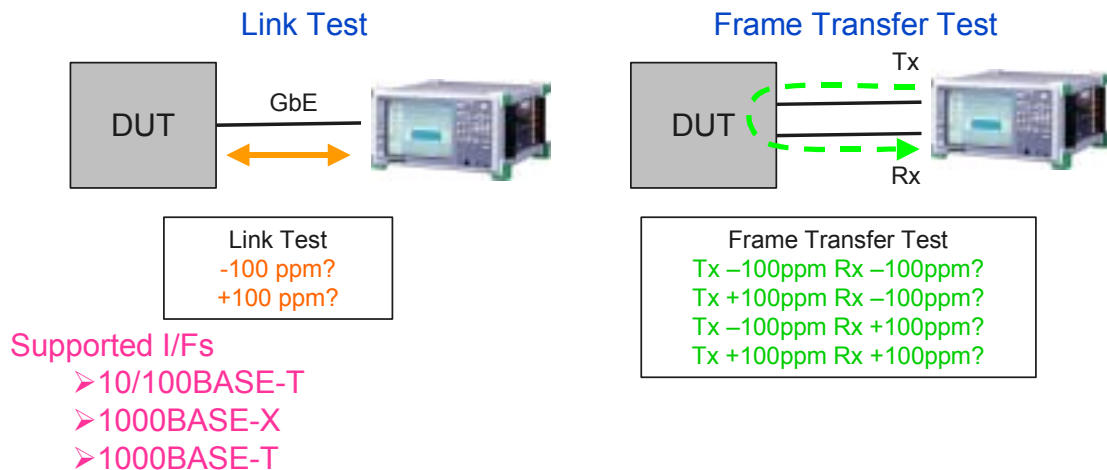 Link Test
DUT
GbE
Link Test
-100 ppm?
+100 ppm?
Supported I/Fs
➢10/100BASE-T
➢1000BASE-X
➢1000BASE-T
Frame Transfer Test
Tx
DUT
Rx
Frame Transfer Test
Tx –100ppm Rx –100ppm?
Tx +100ppm Rx –100ppm?
Tx –100ppm Rx +100ppm?
Tx +100ppm Rx +100ppm?